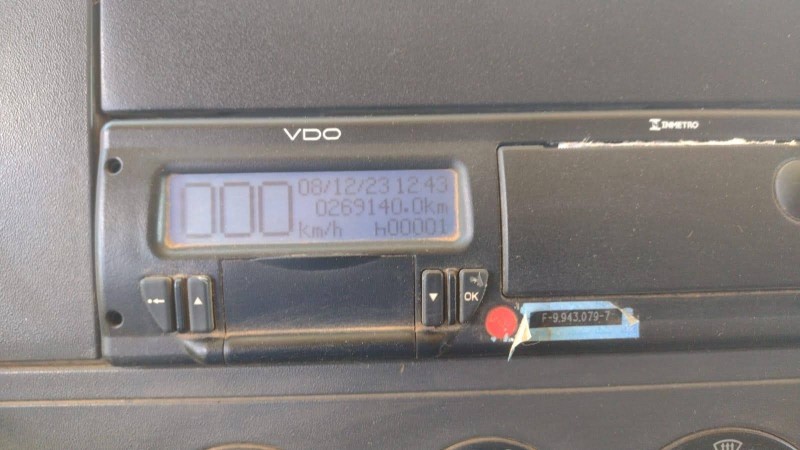 VDO
INMETRO
000
08/12/23 12 43
0269140.0km
km/h h00001
OK
F-9.943.079-7